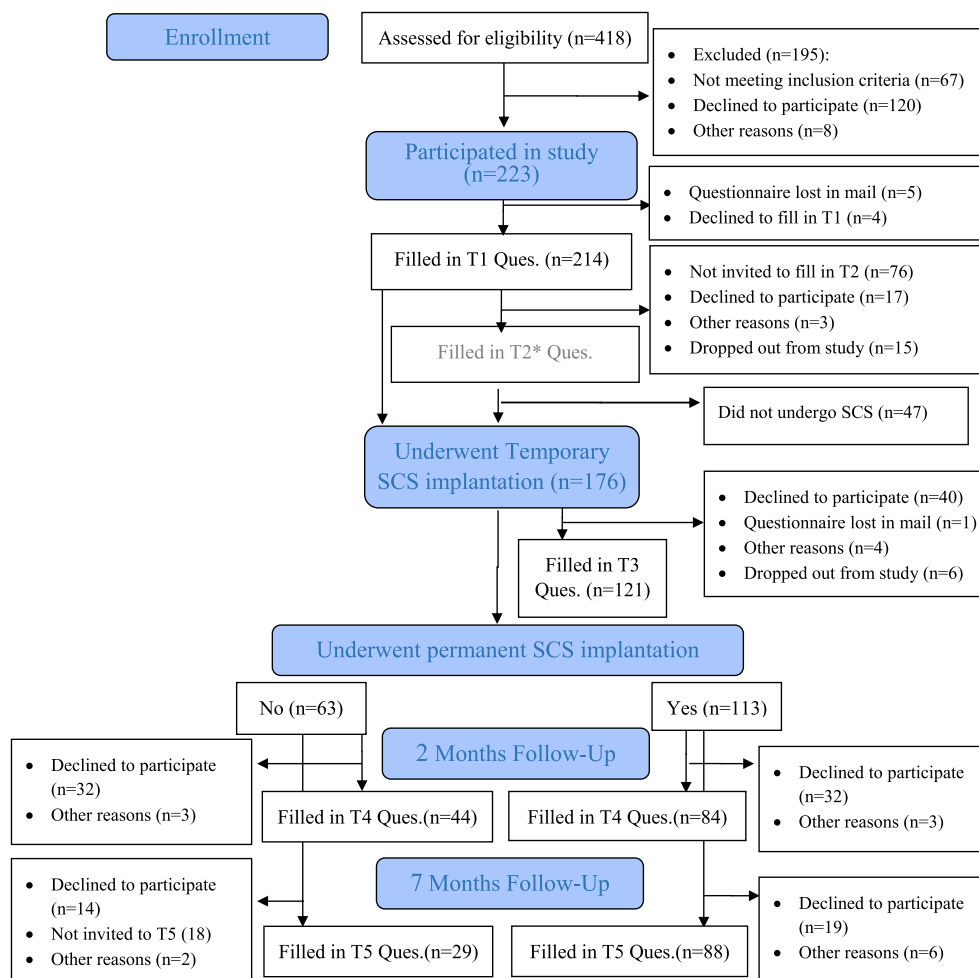 Enrollment
Assessed for eligibility (n=418)
• Excluded (n=195):
• Not meeting inclusion criteria (n=67)
• Declined to participate (n=120)
• Other reasons (n=8)
Participated in study
(n=223)
• Questionnaire lost in mail (n=5)
• Declined to fill in T1 (n=4)
Filled in T1 Ques. (n=214)
• Not invited to fill in T2 (n=76)
• Declined to participate (n=17)
• Other reasons (n=3)
• Dropped out from study (n=15)
Filled in T2* Ques.
Did not undergo SCS (n=47)
Underwent Temporary
SCS implantation (n=176)
• Declined to participate (n=40)
• Questionnaire lost in mail (n=1)
• Other reasons (n=4)
• Dropped out from study (n=6)
Filled in T3
Ques. (n=121)
Underwent permanent SCS implantation
No (n=63)
Yes (n=113)
2 Months Follow-Up
• Declined to participate
(n=32)
• Other reasons (n=3)
Filled in T4 Ques.(n=44)
Filled in T4 Ques.(n=84)
• Declined to participate
(n=32)
• Other reasons (n=3)
7 Months Follow-Up
• Declined to participate
(n=14)
• Not invited to T5 (18)
• Other reasons (n=2)
Filled in T5 Ques.(n=29)
Filled in T5 Ques.(n=88)
• Declined to participate
(n=19)
• Other reasons (n=6)